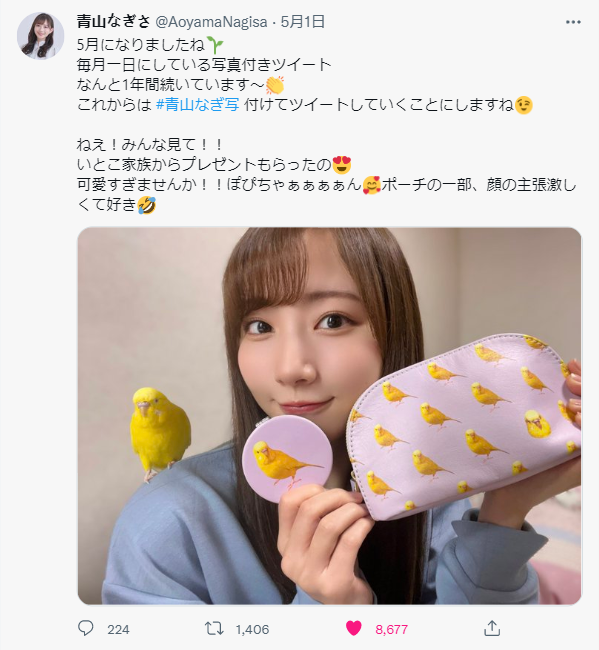 青山なぎさ @AoyamaNagisa · 5月1日
5月になりましたね🌱
毎月一日にしている写真付きツイート
なんと1年間続いています〜👏
これからは #青山なぎ写 付けてツイートしていくことにしますね😉
ねえ！みんな見て！！
いとこ家族からプレゼントもらったの😍
可愛すぎませんか！！ぽぴちゃぁぁぁぁん🥰ポーチの一部、顔の主張激し
くて好き🤣
224 1,406 8,677